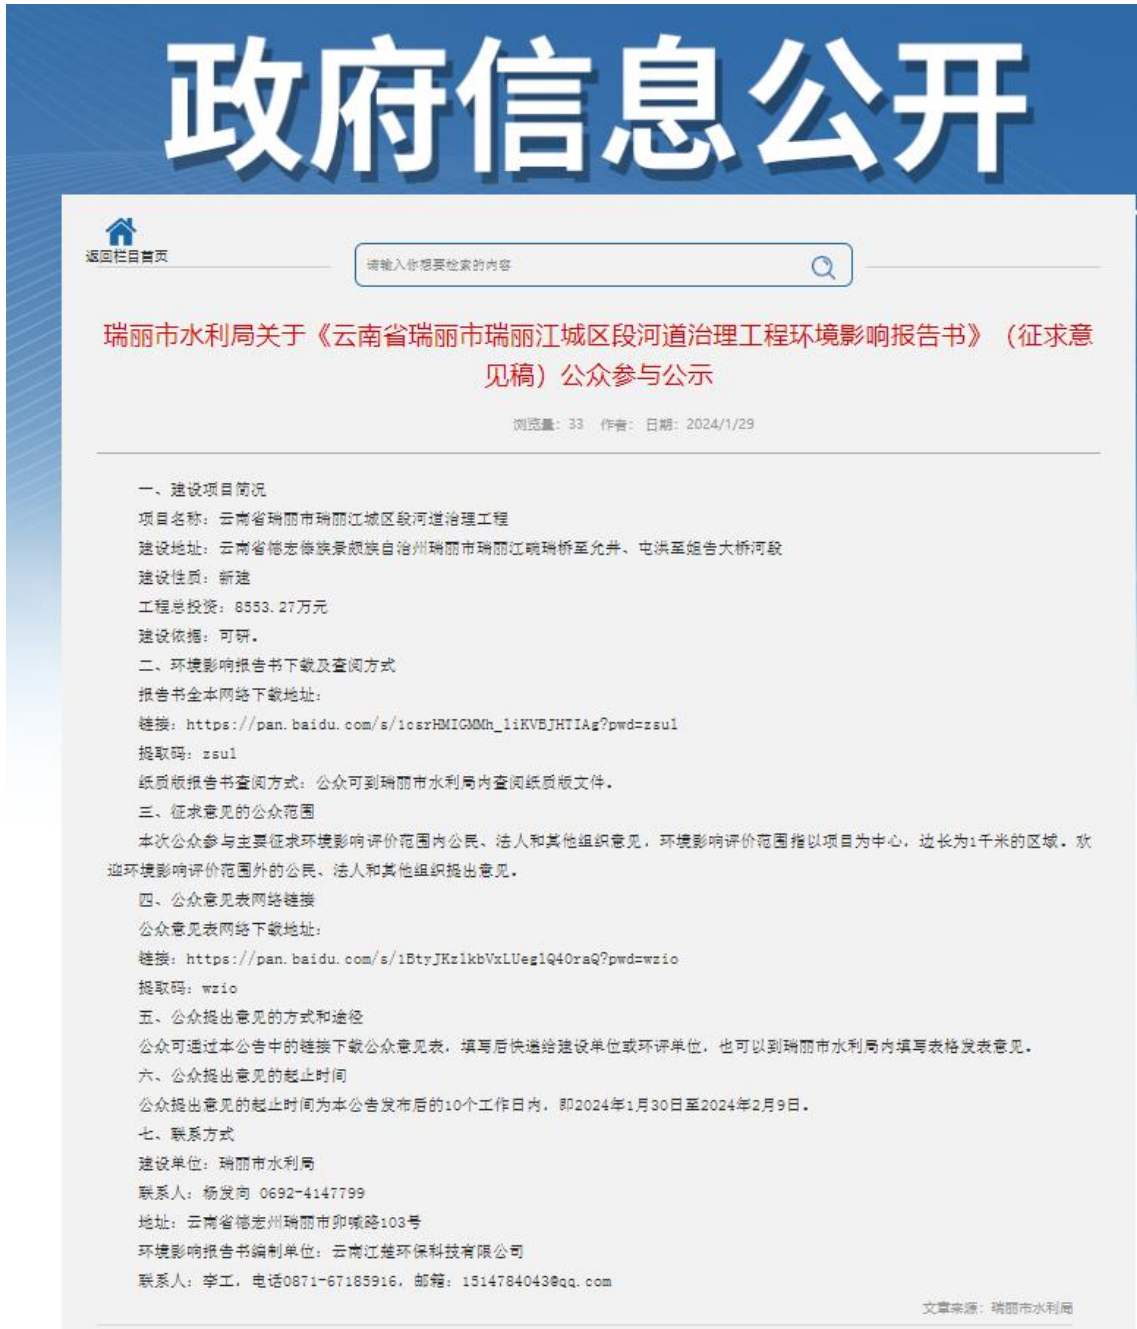 政府信息公开
返回栏目首页
请输入你想要检索的内容
瑞丽市水利局关于《云南省瑞丽市瑞丽江城区段河道治理工程环境影响报告书》（征求意
见稿）公众参与公示
浏览量：33 作者： 日期：2024/1/29
一、建设项目简况
项目名称：云南省瑞丽市瑞丽江城区段河道治理工程
建设地址：云南省德宏傣族景颇族自治州瑞丽市瑞丽江畹瑞桥至允井、屯洪至姐告大桥河段
建设性质：新建
工程总投资：8553.27万元
建设依据：可研。
二、环境影响报告书下载及查阅方式
报告书全本网络下载地址：
链接：https://pan.baidu.com/s/1csrHMIGMMh_liKVBJHTIAg?pwd=zsul
提取码：zsul
纸质版报告书查阅方式：公众可到瑞丽市水利局内查阅纸质版文件。
三、征求意见的公众范围
本次公众参与主要征求环境影响评价范围内公民、法人和其他组织意见，环境影响评价范围指以项目为中心，边长为1千米的区域。欢
迎环境影响评价范围外的公民、法人和其他组织提出意见。
四、公众意见表网络链接
公众意见表网络下载地址：
链接：https://pan.baidu.com/s/1BtyJKzlkbVxLUeglQ40raQ?pwd=wzio
提取码：wzio
五、公众提出意见的方式和途径
公众可通过本公告中的链接下载公众意见表，填写后快递给建设单位或环评单位，也可以到瑞丽市水利局内填写表格发表意见。
六、公众提出意见的起止时间
公众提出意见的起止时间为本公告发布后的10个工作日内，即2024年1月30日至2024年2月9日。
七、联系方式
建设单位：瑞丽市水利局
联系人：杨发向 0692-4147799
地址：云南省德宏州瑞丽市卯喊路103号
环境影响报告书编制单位：云南江楚环保科技有限公司
联系人：李工，电话0871-67185916，邮箱：1514784043@qq.com
文章来源：瑞丽市水利局